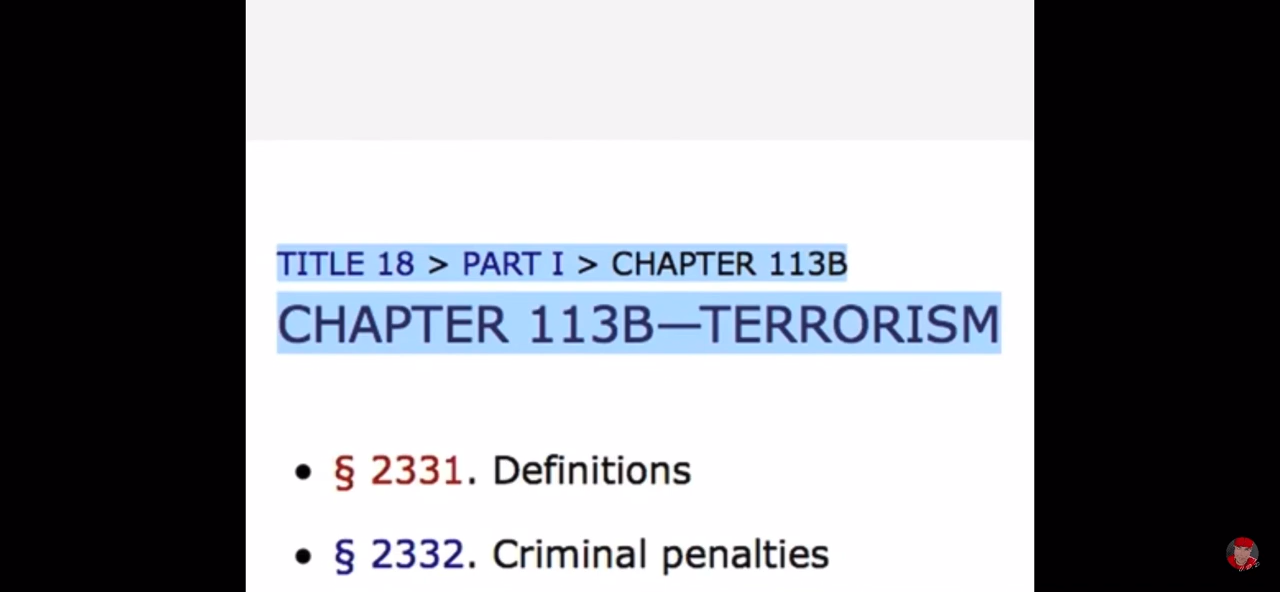 TITLE 18 > PART I > CHAPTER 113B
CHAPTER 113B—TERRORISM
• § 2331. Definitions
• § 2332. Criminal penalties